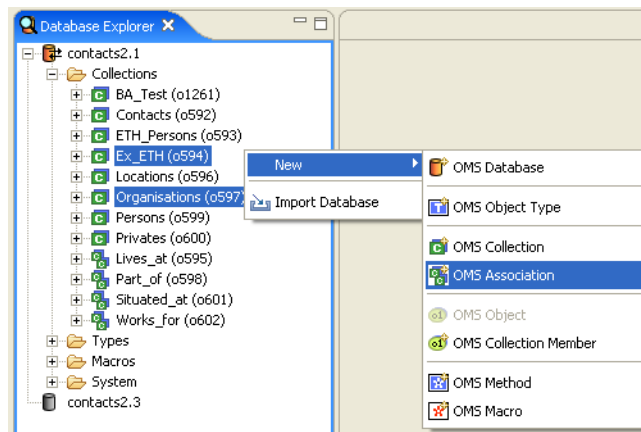 Database Explorer
contacts2.1
Collections
BA_Test (o1261)
Contacts (o592)
ETH_Persons (o593)
Ex_ETH (o594)
Locations (o596)
Organisations (o597)
Persons (o599)
Privates (o600)
Lives_at (o595)
Part_of (o598)
Situated_at (o601)
Works_for (o602)
Types
Macros
System
contacts2.3
New
Import Database
OMS Database
OMS Object Type
OMS Collection
OMS Association
OMS Object
OMS Collection Member
OMS Method
OMS Macro